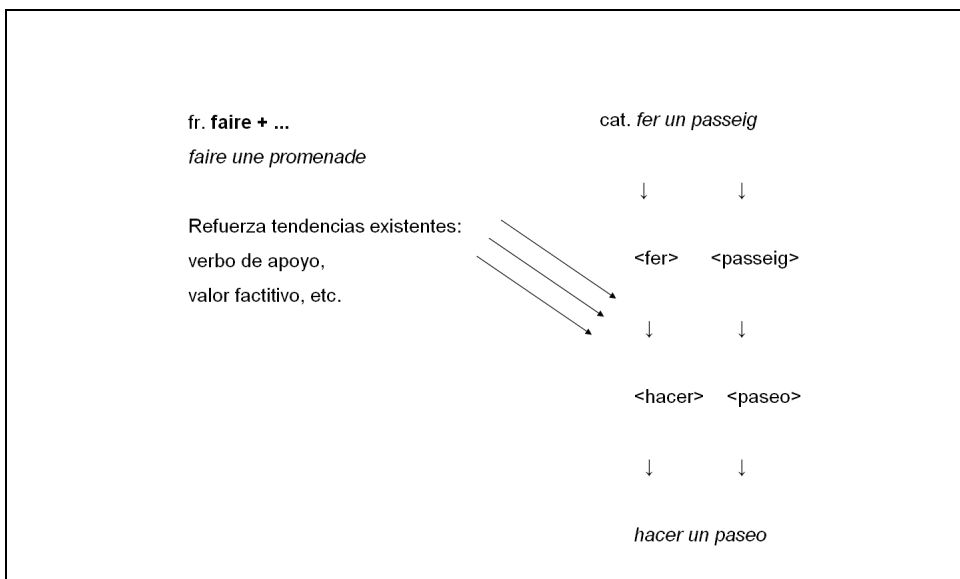 fr. faire + ...
faire une promenade
Refuerza tendencias existentes:
verbo de apoyo,
valor factitivo, etc.
cat. fer un passeig
↓ ↓
<fer> <passeig>
↓ ↓
<hacer> <paseo>
↓ ↓
hacer un paseo